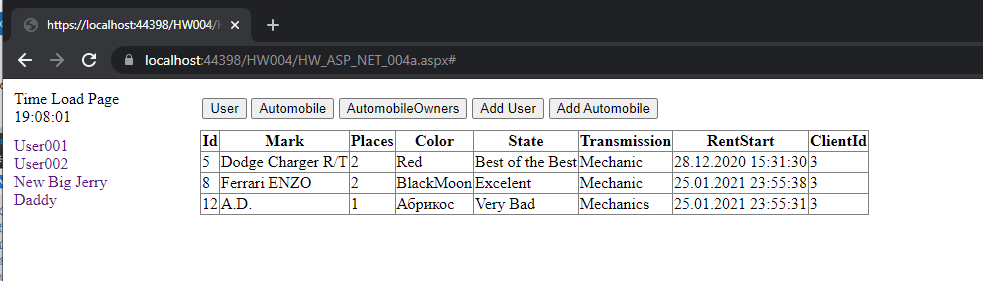 https://localhost:44398/HW004/H
localhost:44398/HW004/HW_ASP_NET_004a.aspx#
Time Load Page
19:08:01
User001
User002
New Big Jerry
Daddy
User Automobile AutomobileOwners Add User Add Automobile
Id Mark Places Color State Transmission RentStart ClientId
5 Dodge Charger R/T 2 Red Best of the Best Mechanic 28.12.2020 15:31:30 3
8 Ferrari ENZO 2 BlackMoon Excelent Mechanic 25.01.2021 23:55:38 3
12 A.D. 1 Абрикос Very Bad Mechanics 25.01.2021 23:55:31 3